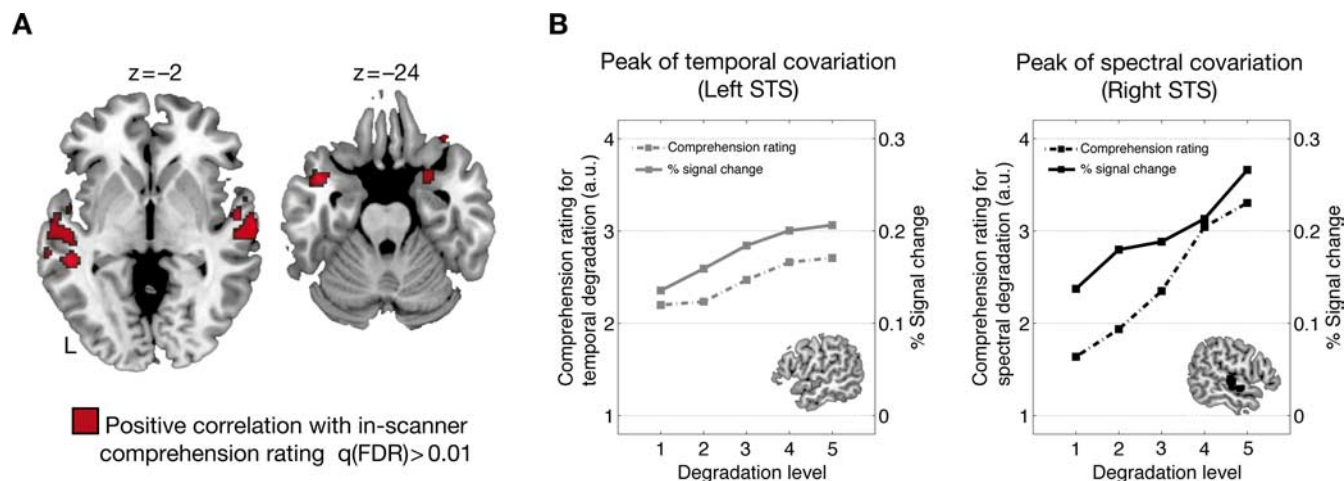 A
z=−2
z=−24
L
Positive correlation with in-scanner
comprehension rating q(FDR)>0.01
B
Peak of temporal covariation
(Left STS)
Comprehension rating for
temporal degradation (a.u.)
4
3
2
1
Comprehension rating
% signal change
0.3
0.2
0.1
0
% Signal change
1 2 3 4 5
Degradation level
Peak of spectral covariation
(Right STS)
Comprehension rating for
spectral degradation (a.u.)
4
3
2
1
Comprehension rating
% signal change
0.3
0.2
0.1
0
% Signal change
1 2 3 4 5
Degradation level